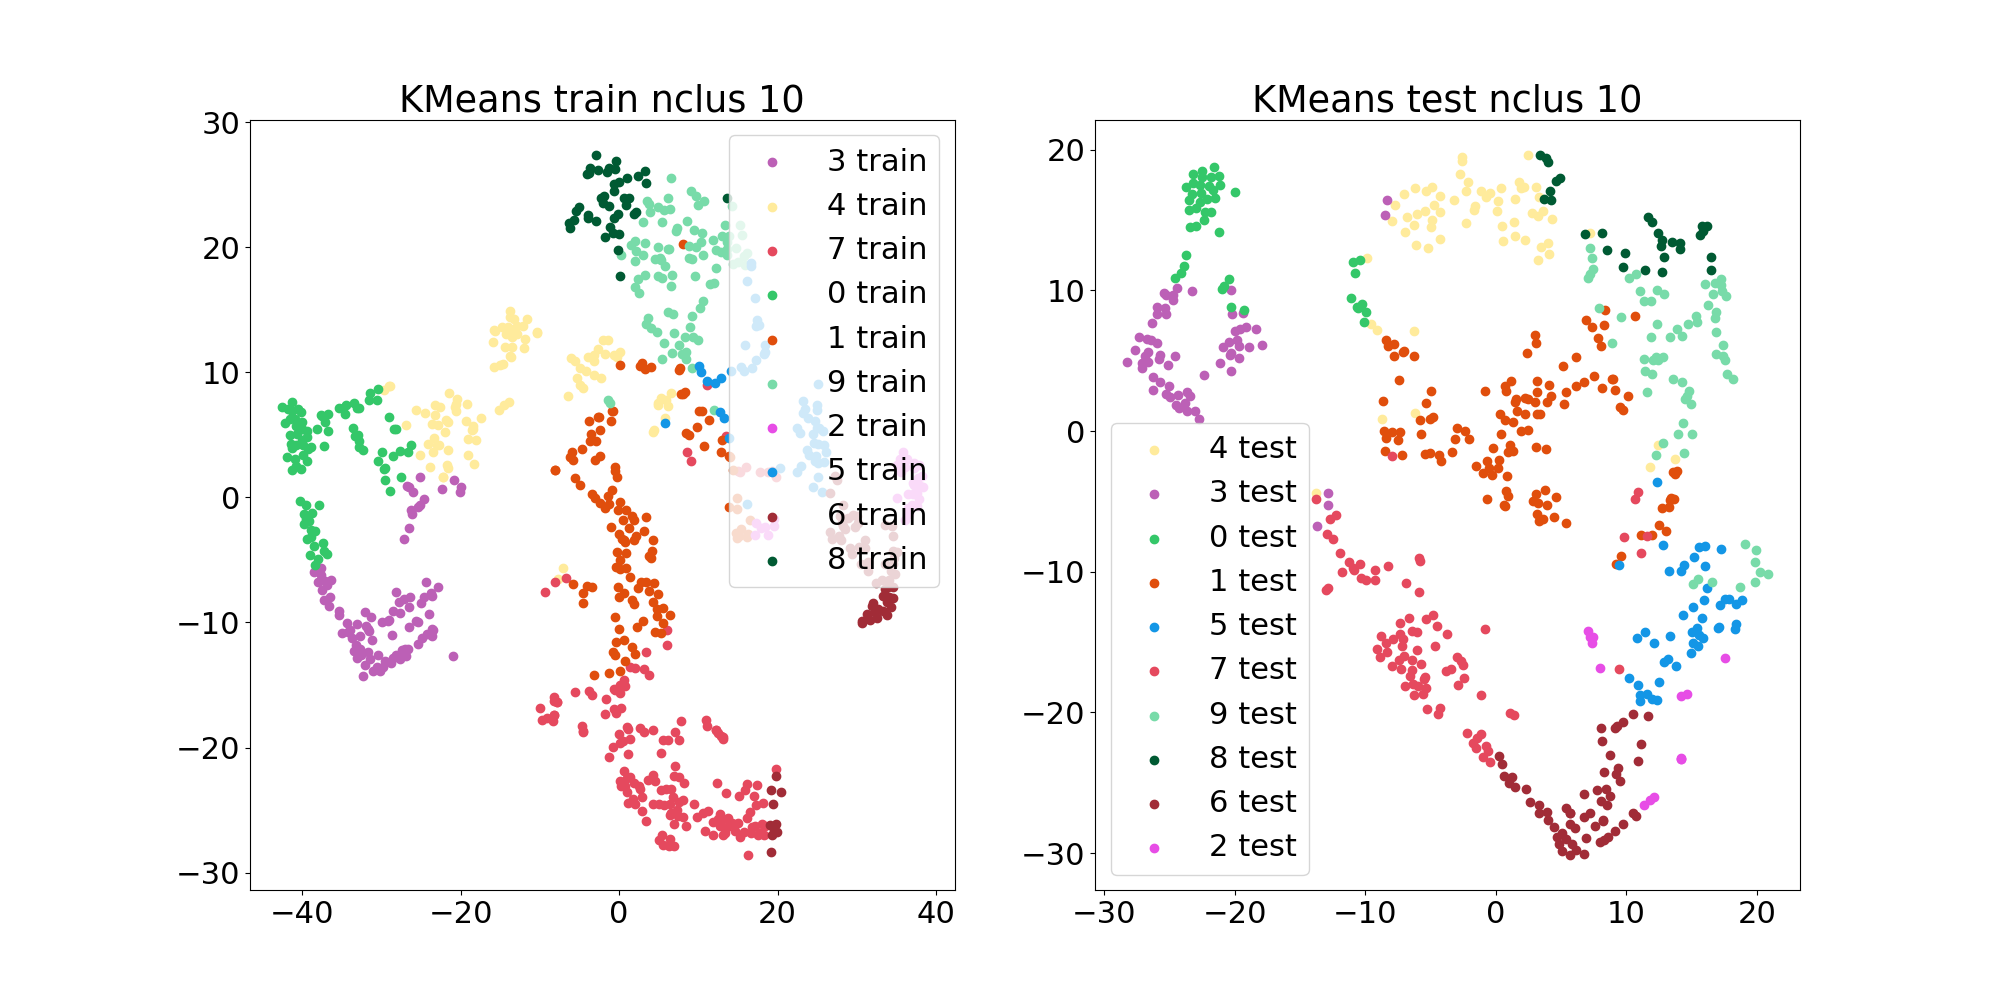 KMeans train nclus 10
30
20
10
0
−10
−20
−30
−40
−20
0
20
40
3 train
4 train
7 train
0 train
1 train
9 train
2 train
5 train
6 train
8 train
KMeans test nclus 10
20
10
0
−10
−20
−30
−30
−20
−10
0
10
20
4 test
3 test
0 test
1 test
5 test
7 test
9 test
8 test
6 test
2 test